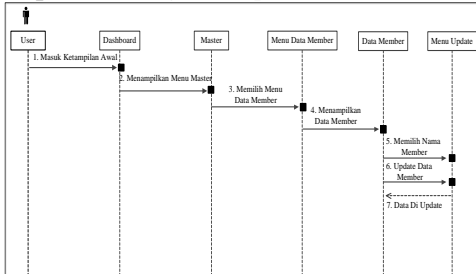 User
Dashboard
Master
Menu Data Member
Data Member
Menu Update
1. Masuk Ketampilan Awal
2. Menampilkan Menu Master
3. Memilih Menu
Data Member
4. Menampilkan
Data Member
5. Memilih Nama
Member
6. Update Data
Member
7. Data Di Update